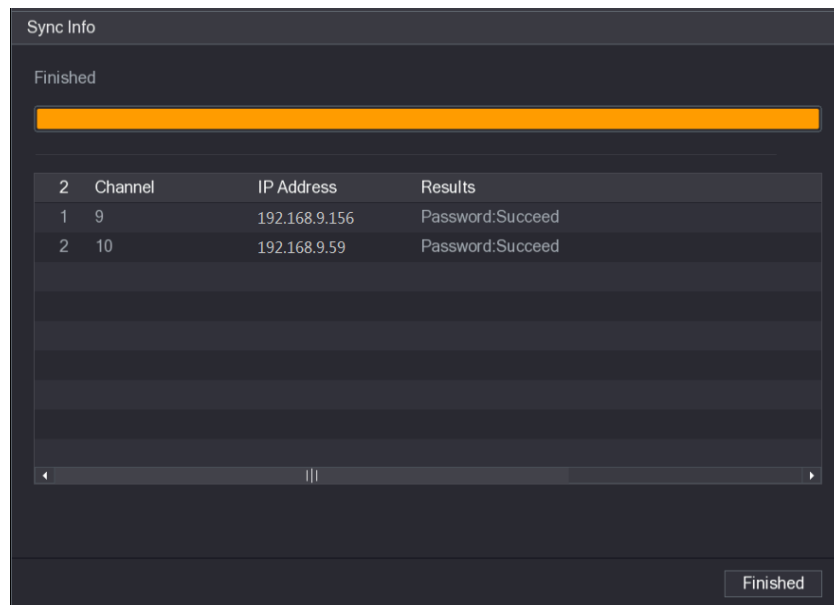 Sync Info
Finished
2 Channel IP Address Results
1 9 192.168.9.156 Password:Succeed
2 10 192.168.9.59 Password:Succeed
Finished